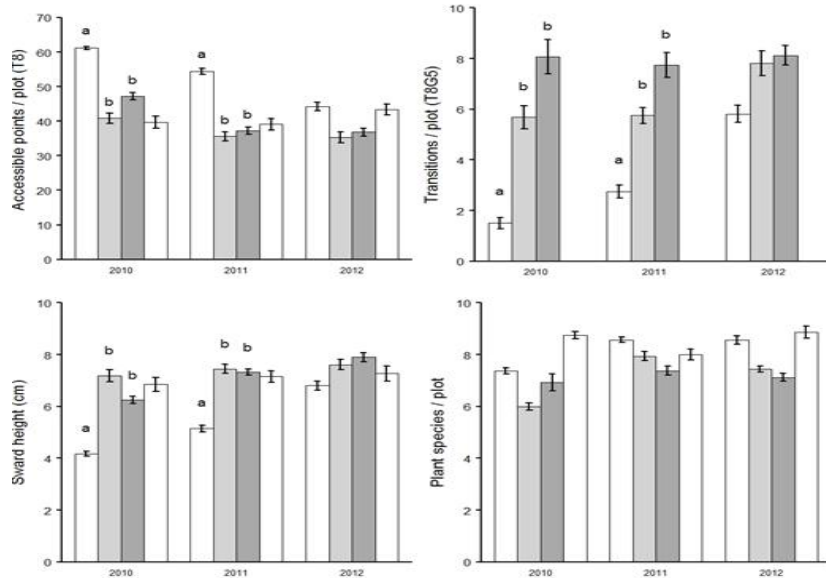 Accessible points / plot (T8)
70
60
50
40
30
20
10
0
a
b
b
a
b
b
2010
2011
2012
Transitions / plot (T8G5)
10
8
6
4
2
0
a
b
b
a
b
b
2010
2011
2012
Sward height (cm)
10
8
6
4
2
0
a
b
b
a
b
b
2010
2011
2012
Plant species / plot
10
8
6
4
2
0
2010
2011
2012